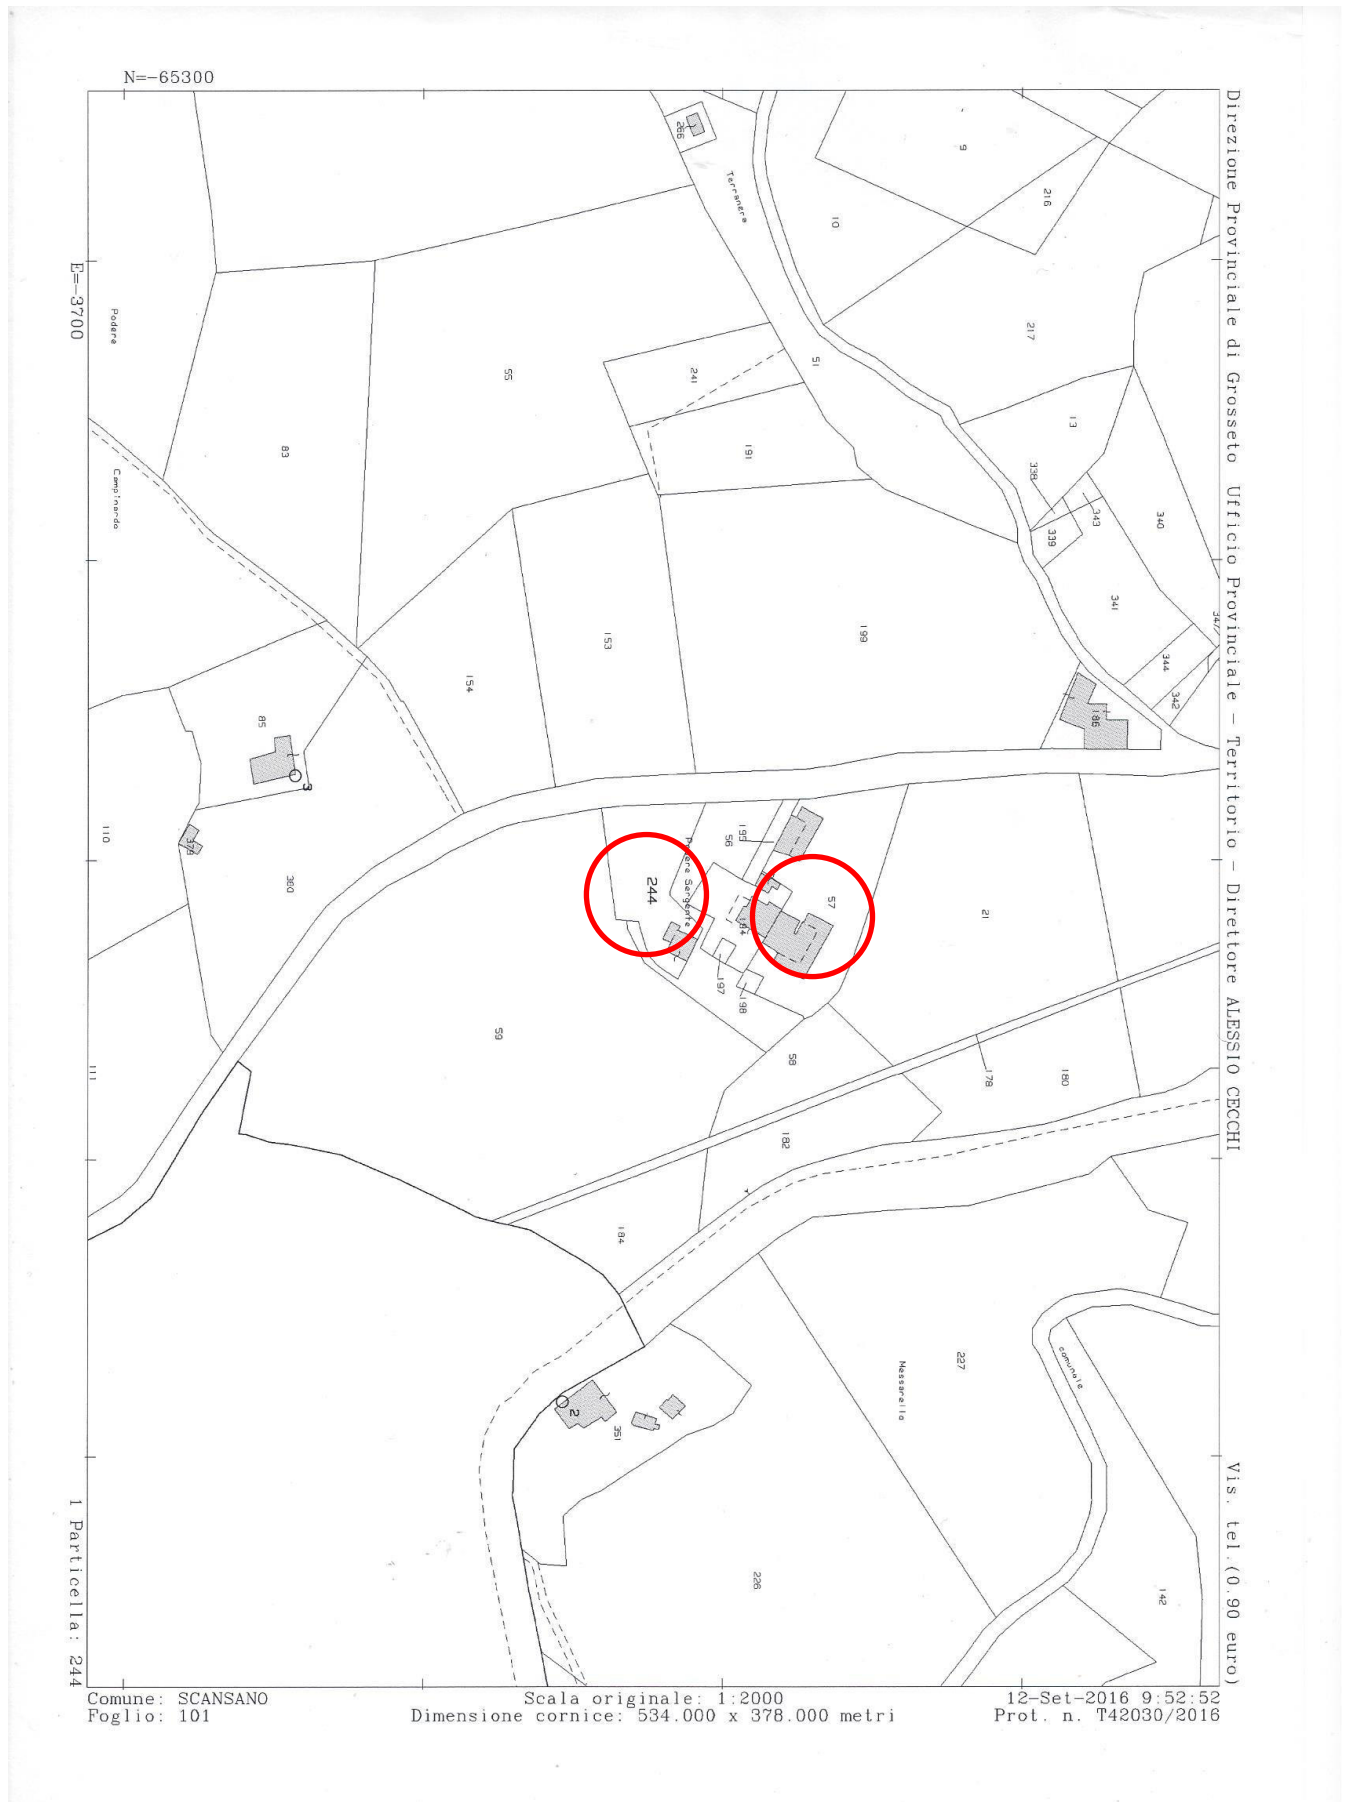 N=-65300
E=-3700
Direzione Provinciale di Grosseto Ufficio Provinciale - Territorio - Direttore ALESSIO CECCHI
Vis. tel. (0.90 euro)
1 Particella: 244
266
Terranera
9
216
10
217
51
55
241
191
13
338
343
339
340
341
344
342
Podere
83
Campinardo
153
154
199
186
85
3
379
110
380
111
195
56
Podere Sergente
244
57
194
197
198
21
59
58
178
180
182
184
2
351
227
Massarella
comunale
226
142
Comune: SCANSANO
Foglio: 101
Scala originale: 1:2000
Dimensione cornice: 534.000 x 378.000 metri
12-Set-2016 9:52:52
Prot. n. T42030/2016